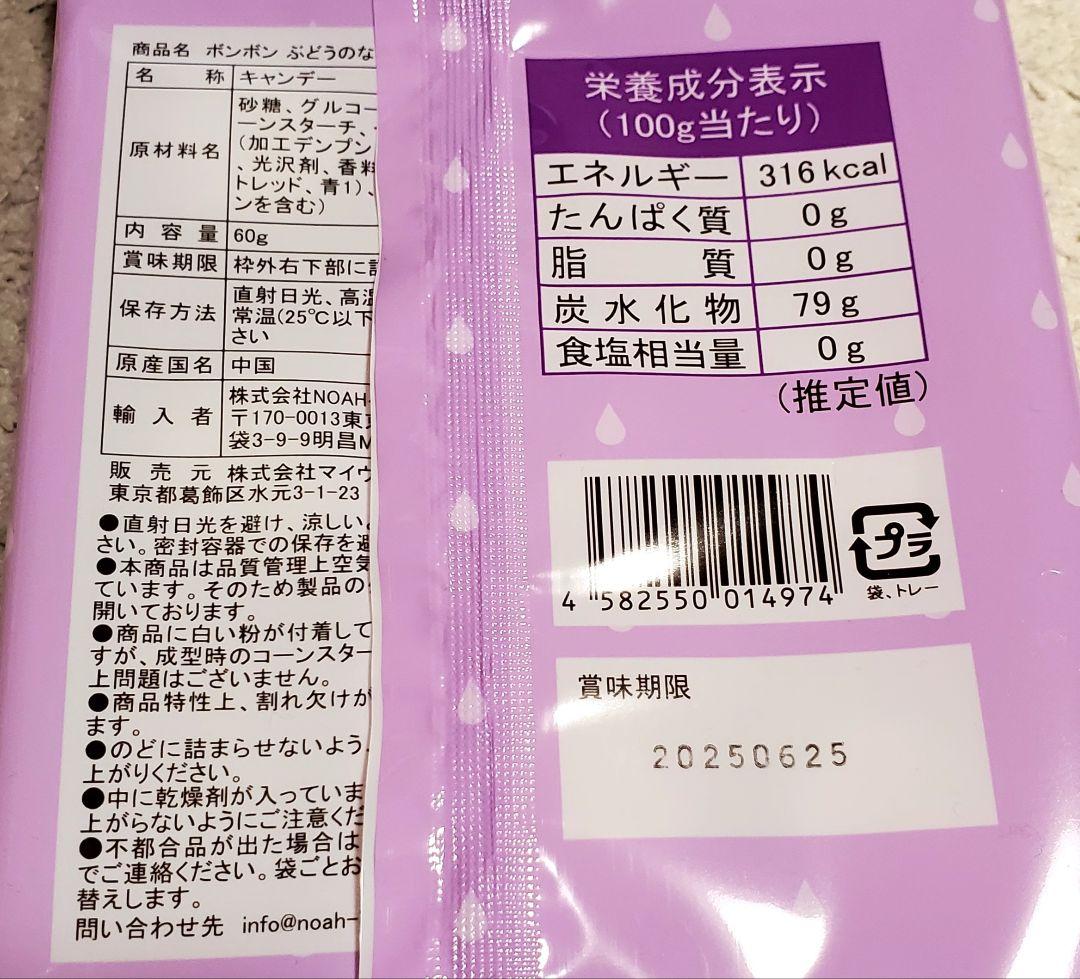 商品名 ボンボン ぶどうのな
名 称 キャンデー
原材料名
砂糖、グルコー
ーンスターチ、
（加工デンプン
、光沢剤、香料
トレッド、青1）、
ンを含む）
内容量 60g
賞味期限 枠外右下部に
保存方法
直射日光、高温
常温(25℃以下
さい
原産国名 中国
輸入者
株式会社NOAH
〒170-0013東京
袋3-9-9明昌M
販売元 株式会社マイウ
東京都葛飾区水元3-1-23
●直射日光を避け、涼しい
さい。密封容器での保存を避
●本商品は品質管理上空気
ています。そのため製品の
開いております。
●商品に白い粉が付着して
すが、成型時のコーンスター
上問題はございません。
●商品特性上、割れ欠けが
ます。
●のどに詰まらせないよう
上がりください。
●中に乾燥剤が入っていま
上がらないようにご注意くだ
●不都合品が出た場合は
でご連絡ください。袋ごとお
替えします。
問い合わせ先 info@noah-
栄養成分表示
（100g当たり）
エネルギー 316 kcal
たんぱく質 0g
脂質 0g
炭水化物 79g
食塩相当量 0g
（推定値）
4 582550 014974
プラ
袋、トレー
賞味期限
20250625